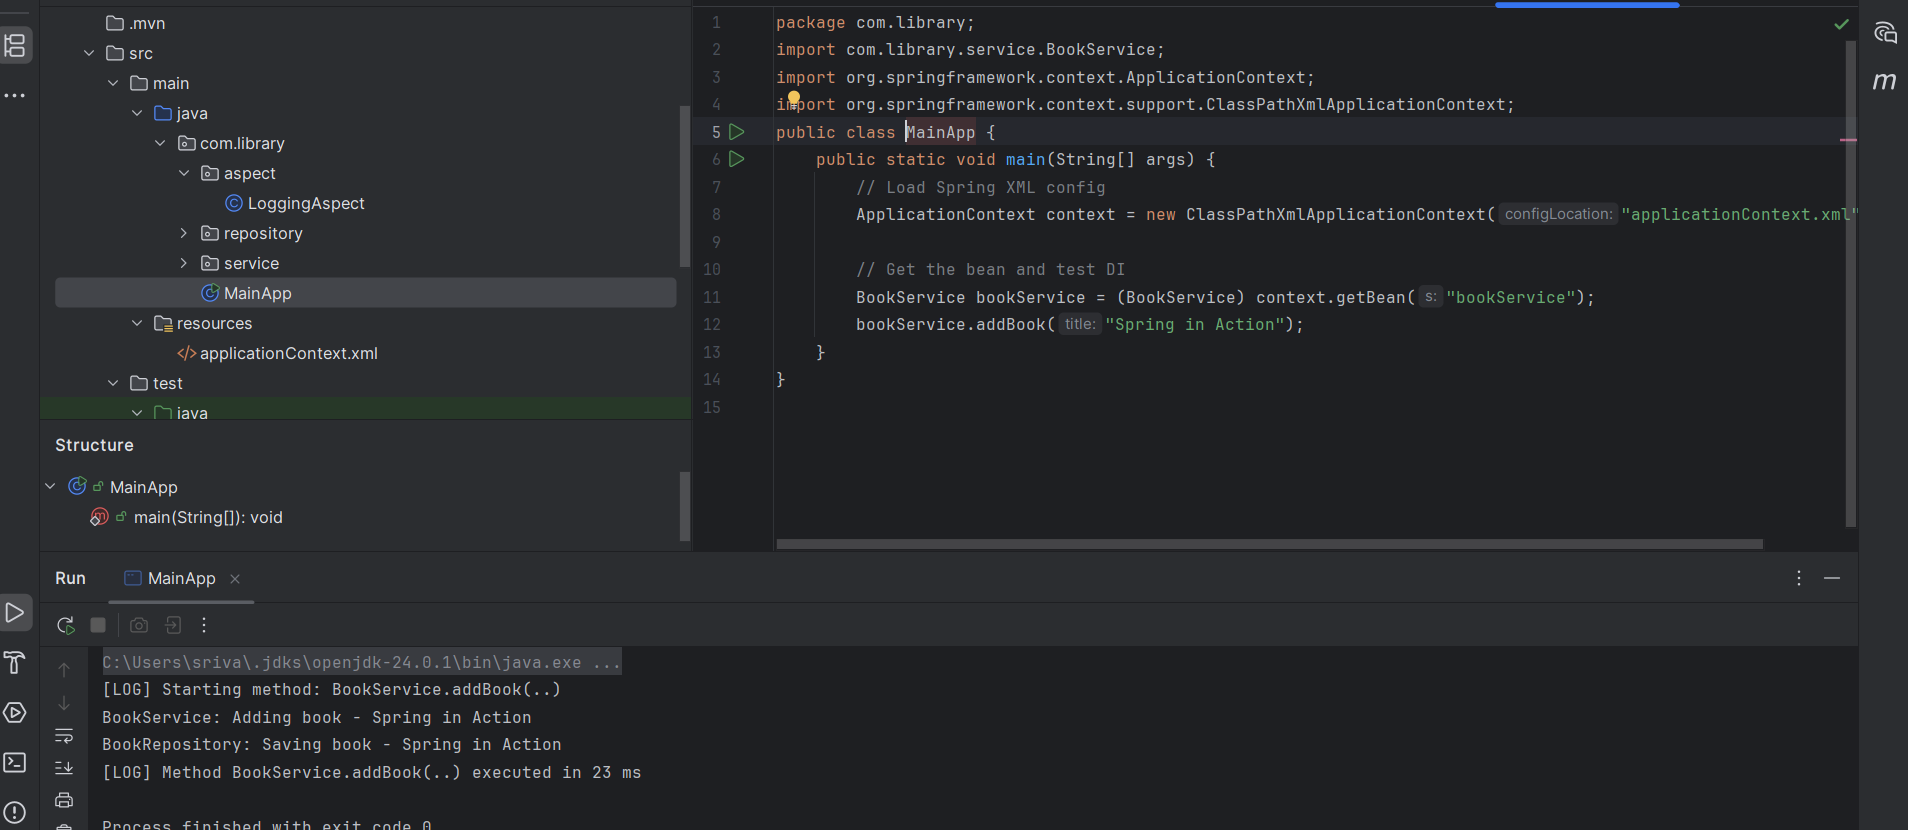 .mvn
src
main
java
com.library
aspect
LoggingAspect
repository
service
MainApp
resources
applicationContext.xml
test
java
Structure
MainApp
main(String[]): void
1 package com.library;
2 import com.library.service.BookService;
3 import org.springframework.context.ApplicationContext;
4 import org.springframework.context.support.ClassPathXmlApplicationContext;
5 public class MainApp {
6 public static void main(String[] args) {
7 // Load Spring XML config
8 ApplicationContext context = new ClassPathXmlApplicationContext( configLocation: "applicationContext.xml"
9
10 // Get the bean and test DI
11 BookService bookService = (BookService) context.getBean( s: "bookService");
12 bookService.addBook( title: "Spring in Action");
13 }
14 }
15
m
Run MainApp
C:\Users\sriva\.jdks\openjdk-24.0.1\bin\java.exe ...
[LOG] Starting method: BookService.addBook(..)
BookService: Adding book - Spring in Action
BookRepository: Saving book - Spring in Action
[LOG] Method BookService.addBook(..) executed in 23 ms
Process finished with exit code 0